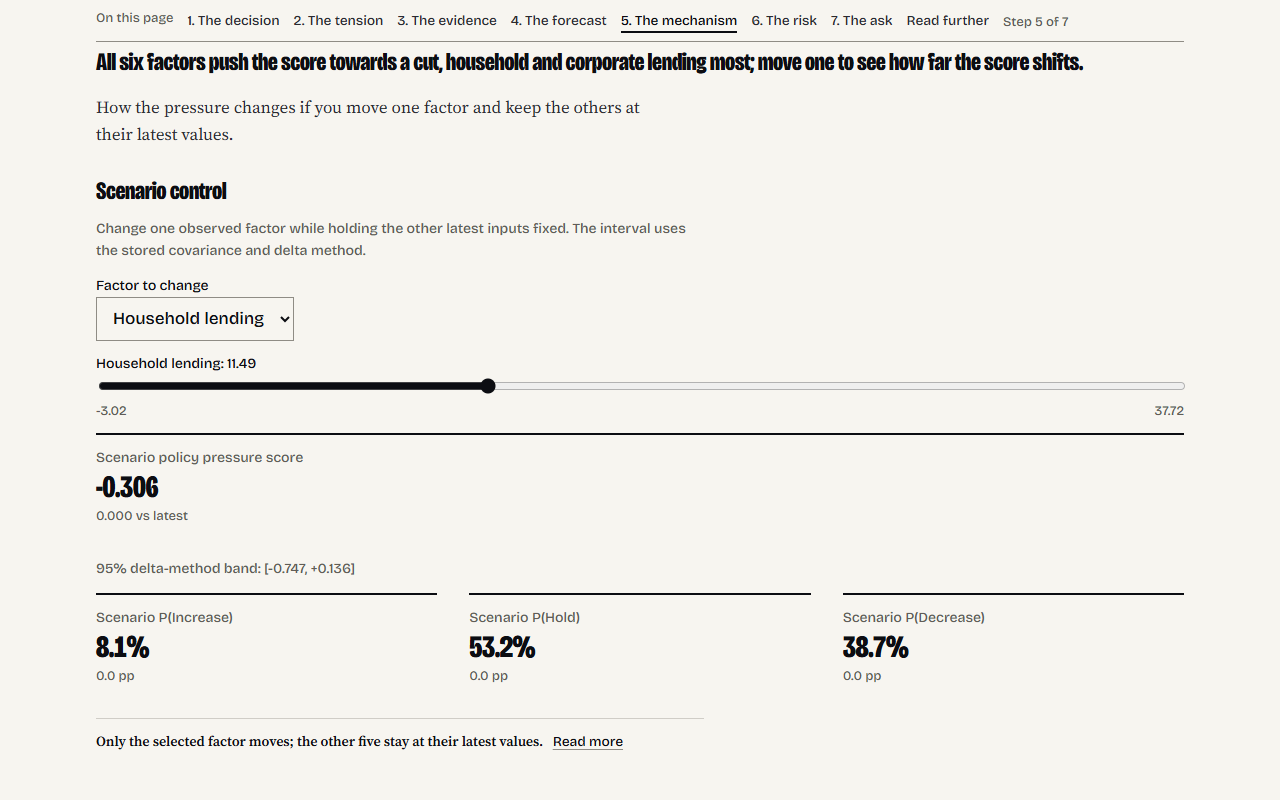 On this page 1. The decision 2. The tension 3. The evidence 4. The forecast 5. The mechanism 6. The risk 7. The ask Read further Step 5 of 7
All six factors push the score towards a cut, household and corporate lending most; move one to see how far the score shifts.
How the pressure changes if you move one factor and keep the others at
their latest values.
Scenario control
Change one observed factor while holding the other latest inputs fixed. The interval uses
the stored covariance and delta method.
Factor to change
Household lending
Household lending: 11.49
-3.02 37.72
Scenario policy pressure score
-0.306
0.000 vs latest
95% delta-method band: [-0.747, +0.136]
Scenario P(Increase) Scenario P(Hold) Scenario P(Decrease)
8.1% 53.2% 38.7%
0.0 pp 0.0 pp 0.0 pp
Only the selected factor moves; the other five stay at their latest values. Read more